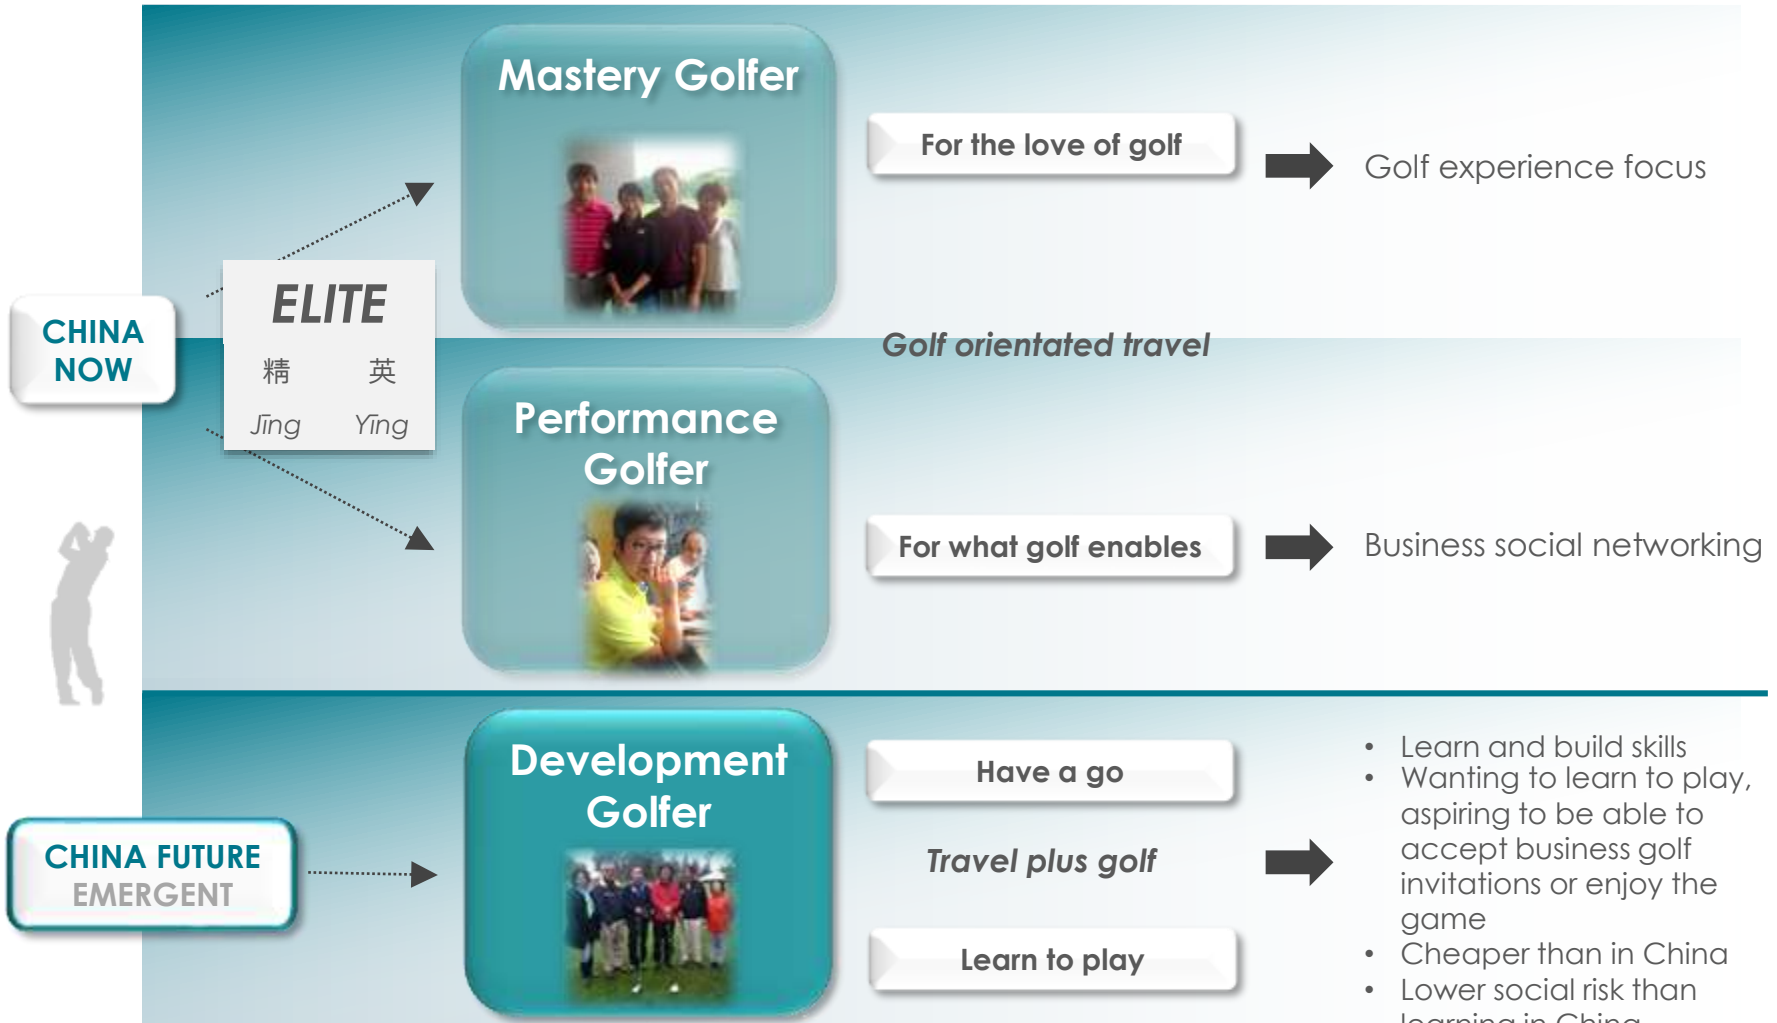 Mastery Golfer
For the love of golf
Golf experience focus
CHINA
NOW
ELITE
精 英
Jīng Yīng
Golf orientated travel
Performance
Golfer
For what golf enables
Business social networking
CHINA FUTURE
EMERGENT
Development
Golfer
Have a go
Travel plus golf
Learn to play
• Learn and build skills
• Wanting to learn to play,
aspiring to be able to
accept business golf
invitations or enjoy the
game
• Cheaper than in China
• Lower social risk than
learning in China